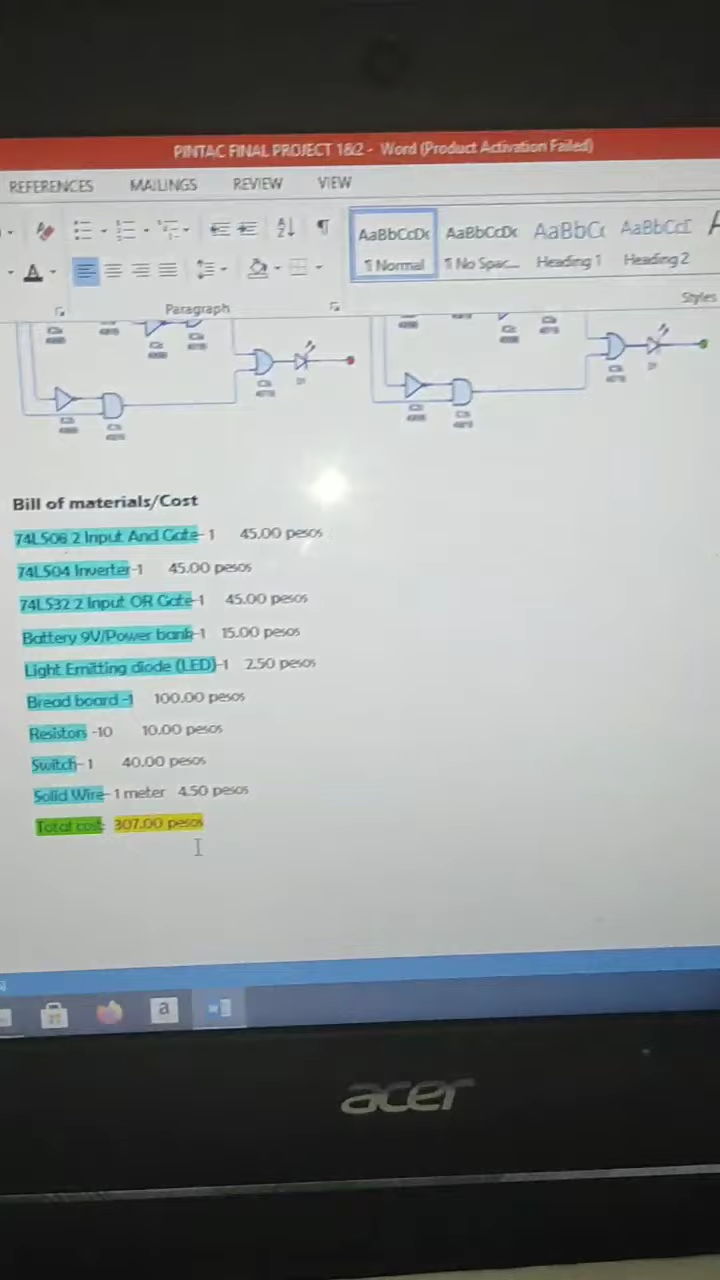 PINTAC FINAL PROJECT 1&2 - Word (Product Activation Failed)
REFERENCES MAILINGS REVIEW VIEW
AaBbCcDc AaBbCcDc AaBbCc AaBbCcD
¶ Normal ¶ No Spac... Heading 1 Heading 2
Paragraph
Styles
Bill of materials/Cost
74LS08 2 Input And Gate-1 45.00 pesos
74LS04 Inverter-1 45.00 pesos
74LS32 2 Input OR Gate-1 45.00 pesos
Battery 9V/Power bank-1 15.00 pesos
Light Emitting diode (LED)-1 2.50 pesos
Bread board -1 100.00 pesos
Resistors -10 10.00 pesos
Switch-1 40.00 pesos
Solid Wire-1 meter 4.50 pesos
Total cost: 307.00 pesos
a
acer